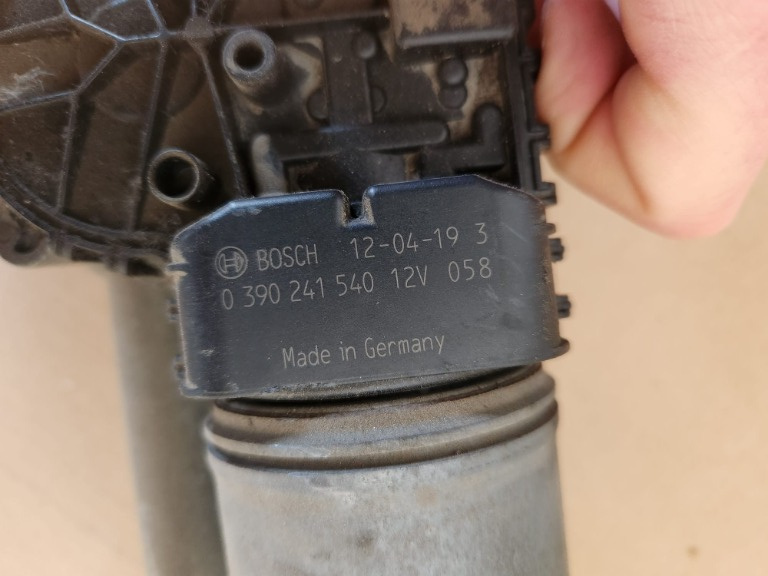 BOSCH 12-04-19 3
0 390 241 540 12V 058
Made in Germany